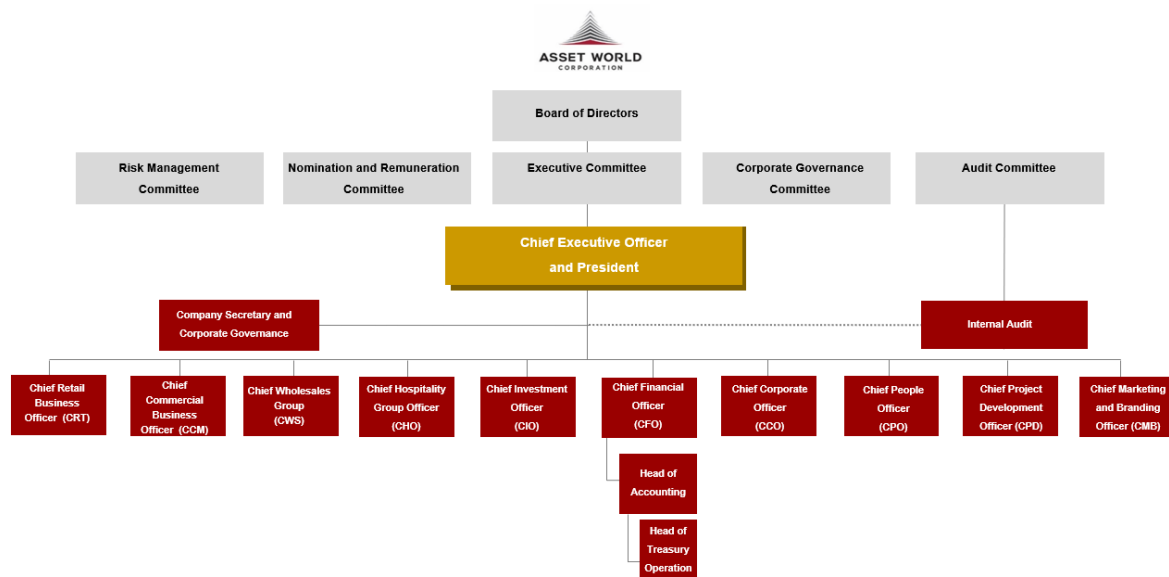 ASSET WORLD
CORPORATION
Board of Directors
Risk Management
Committee
Nomination and Remuneration
Committee
Executive Committee
Corporate Governance
Committee
Audit Committee
Chief Executive Officer
and President
Company Secretary and
Corporate Governance
Internal Audit
Chief Retail
Business
Officer (CRT)
Chief
Commercial
Business
Officer (CCM)
Chief Wholesales
Group
(CWS)
Chief Hospitality
Group Officer
(CHO)
Chief Investment
Officer
(CIO)
Chief Financial
Officer
(CFO)
Chief Corporate
Officer
(CCO)
Chief People
Officer
(CPO)
Chief Project
Development
Officer (CPD)
Chief Marketing
and Branding
Officer (CMB)
Head of
Accounting
Head of
Treasury
Operation